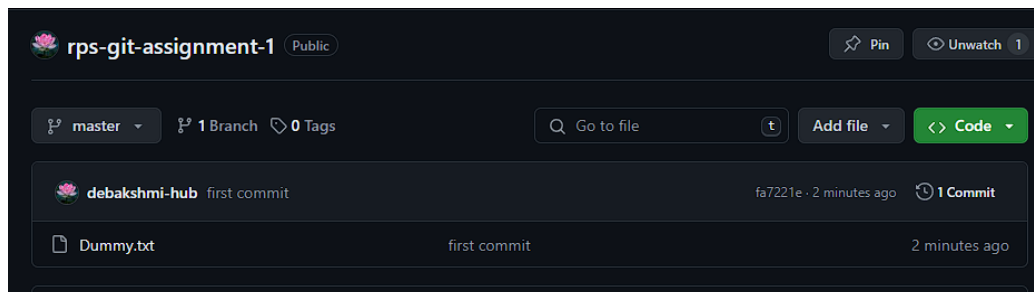 rps-git-assignment-1 Public Pin Unwatch 1
master 1 Branch 0 Tags Go to file t Add file <> Code
debakshmi-hub first commit fa7221e · 2 minutes ago 1 Commit
Dummy.txt first commit 2 minutes ago